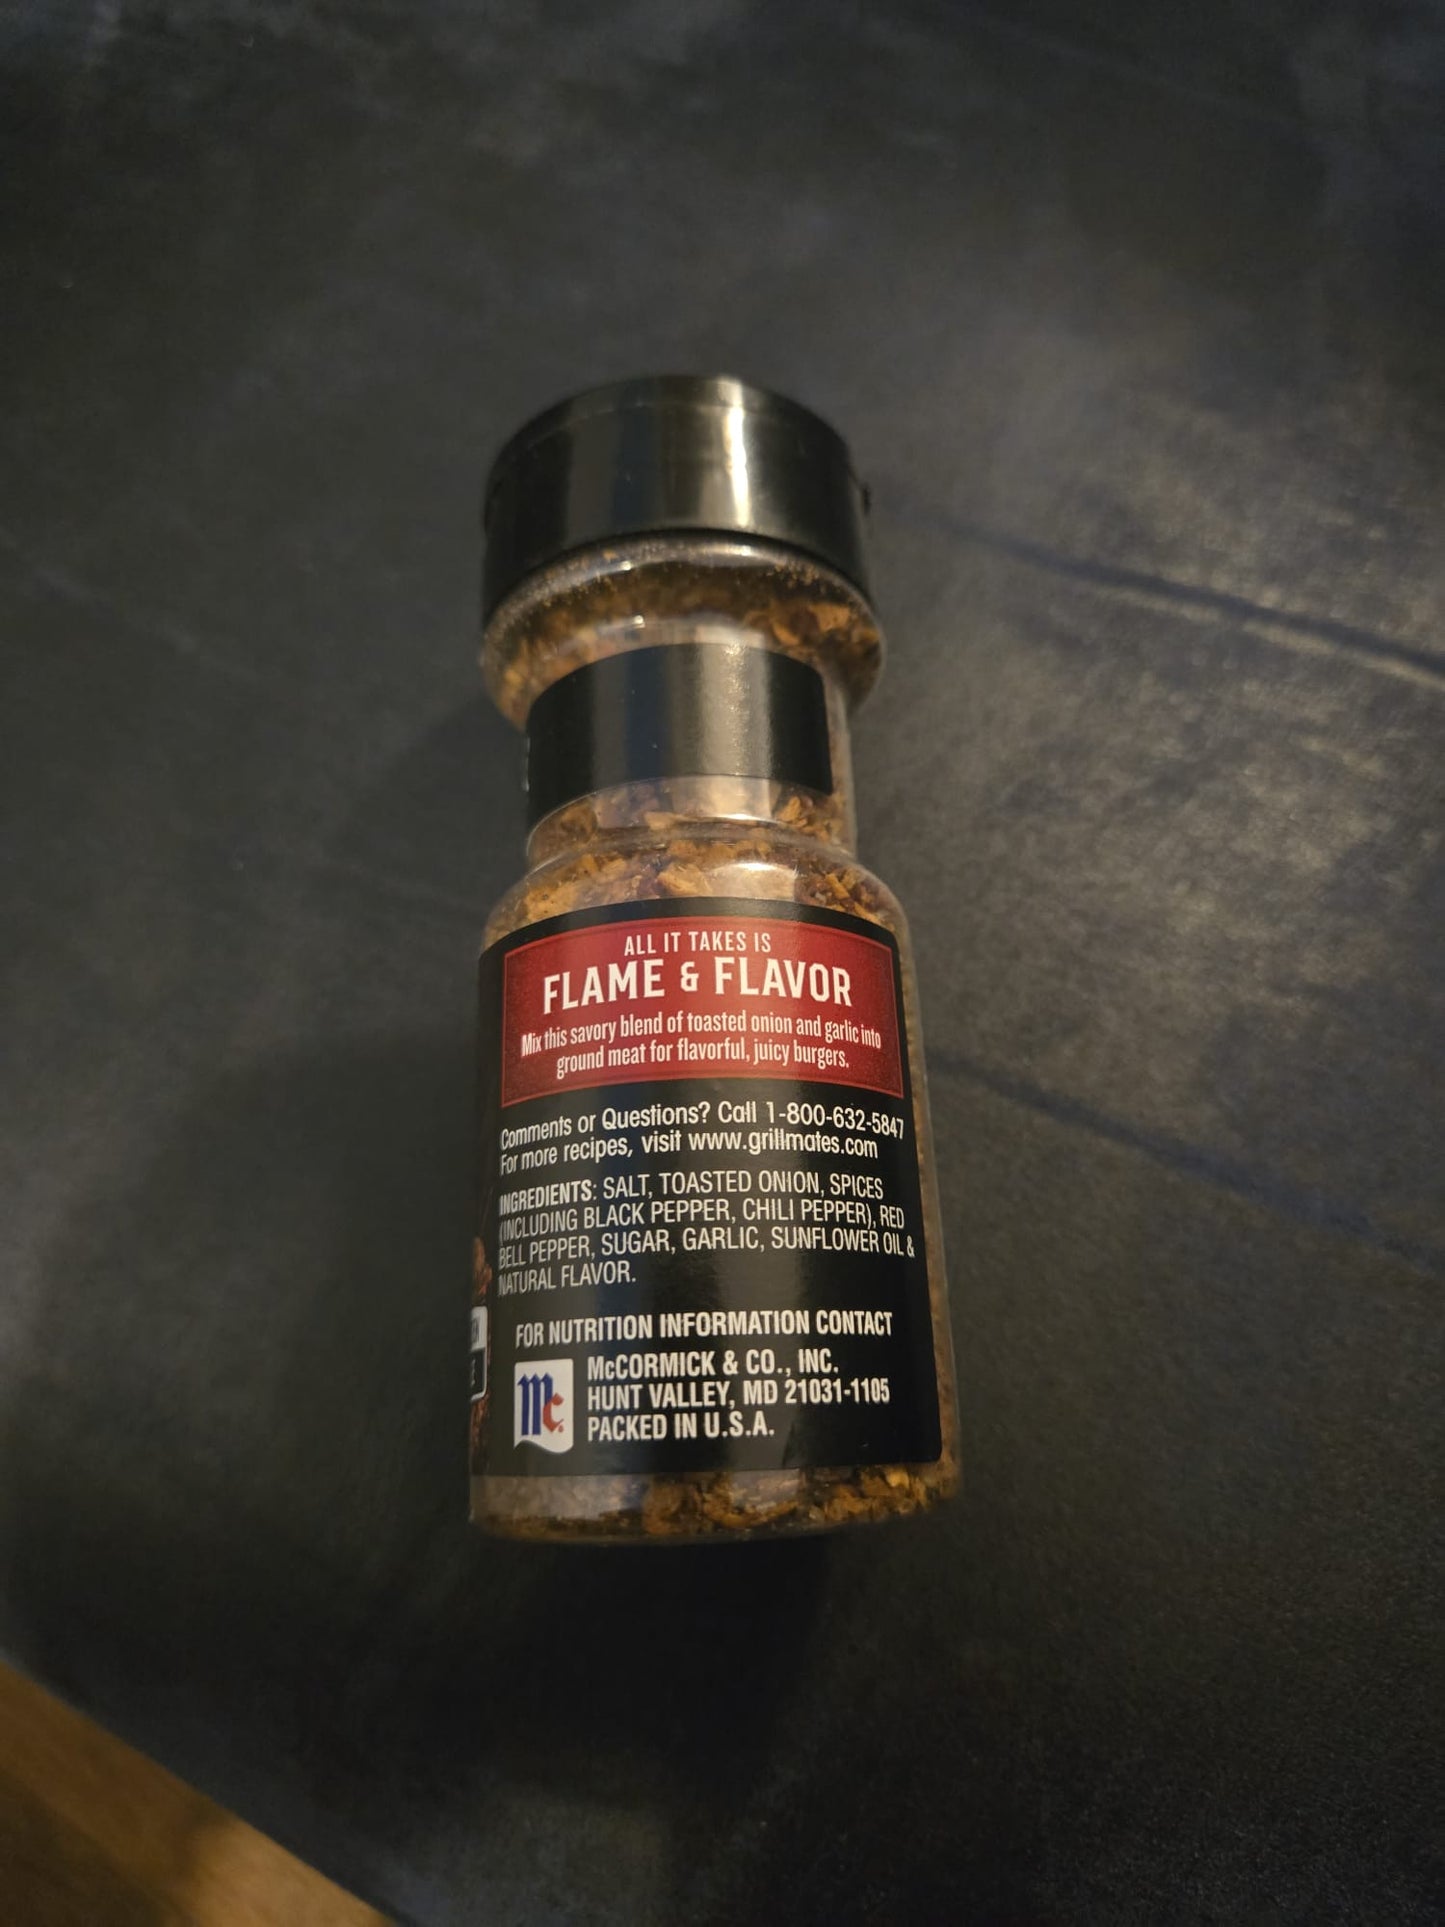 ALL IT TAKES IS
FLAME & FLAVOR
Mix this savory blend of toasted onion and garlic into
ground meat for flavorful, juicy burgers.
Comments or Questions? Call 1-800-632-5847
For more recipes, visit www.grillmates.com
INGREDIENTS: SALT, TOASTED ONION, SPICES
(INCLUDING BLACK PEPPER, CHILI PEPPER), RED
BELL PEPPER, SUGAR, GARLIC, SUNFLOWER OIL &
NATURAL FLAVOR.
FOR NUTRITION INFORMATION CONTACT
Mc
McCORMICK & CO., INC.
HUNT VALLEY, MD 21031-1105
PACKED IN U.S.A.